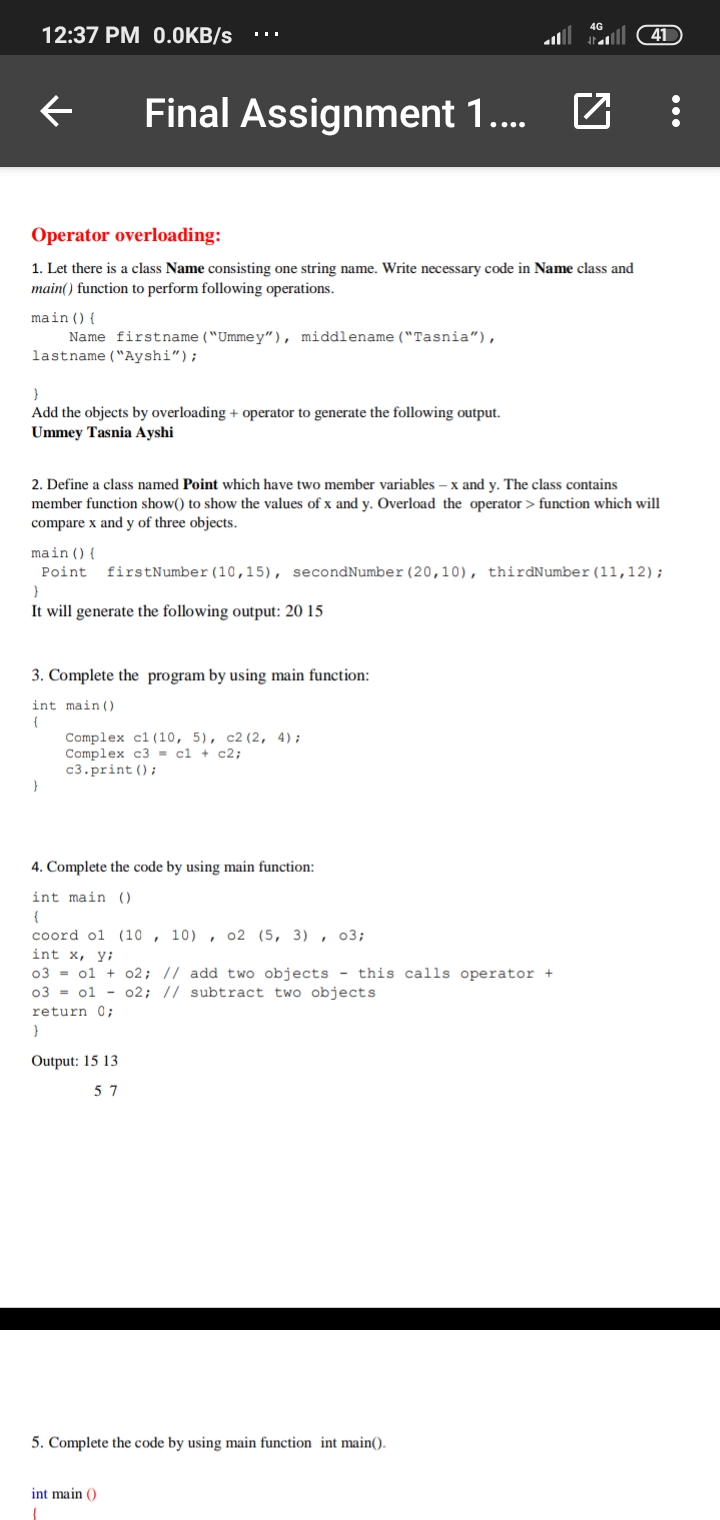 12:37 PM 0.0KB/s ...
4G
41
Final Assignment 1....
Operator overloading:
1. Let there is a class Name consisting one string name. Write necessary code in Name class and
main() function to perform following operations.
main(){
Name firstname("Ummey"), middlename("Tasnia"),
lastname("Ayshi");
}
Add the objects by overloading + operator to generate the following output.
Ummey Tasnia Ayshi
2. Define a class named Point which have two member variables – x and y. The class contains
member function show() to show the values of x and y. Overload the operator > function which will
compare x and y of three objects.
main(){
Point firstNumber(10,15), secondNumber(20,10), thirdNumber(11,12);
}
It will generate the following output: 20 15
3. Complete the program by using main function:
int main()
{
Complex c1(10, 5), c2(2, 4);
Complex c3 = c1 + c2;
c3.print();
}
4. Complete the code by using main function:
int main ()
{
coord o1 (10 , 10) , o2 (5, 3) , o3;
int x, y;
o3 = o1 + o2; // add two objects - this calls operator +
o3 = o1 - o2; // subtract two objects
return 0;
}
Output: 15 13
5 7
5. Complete the code by using main function int main().
int main ()
{